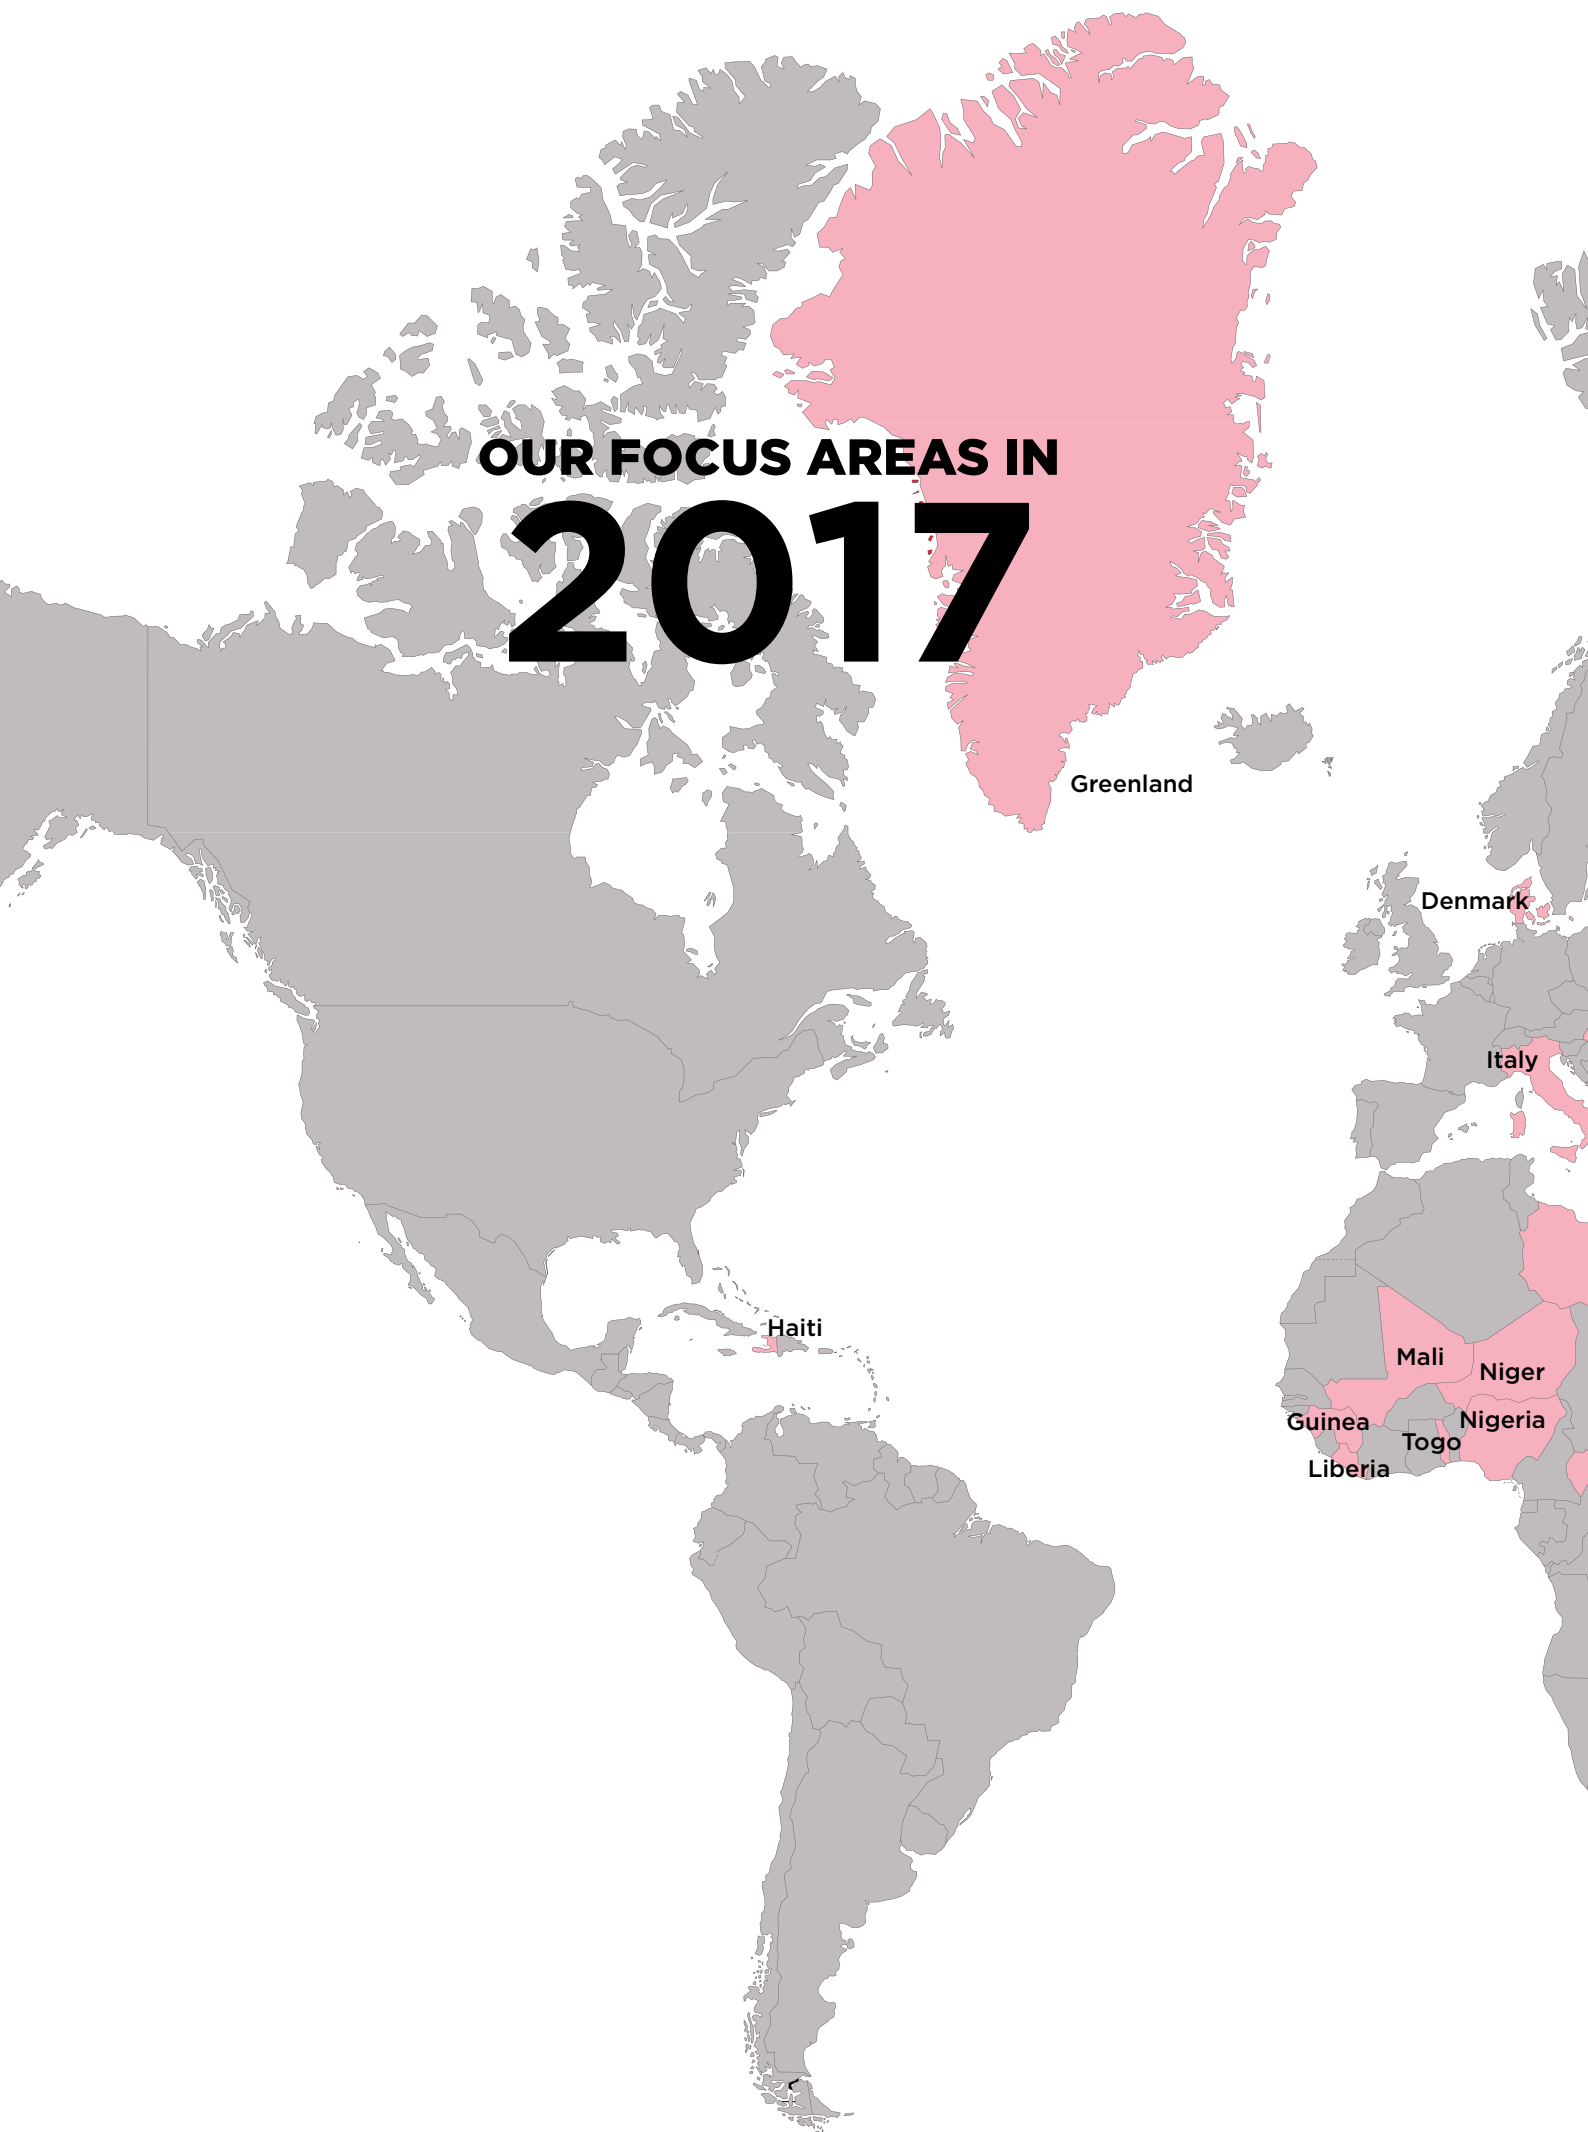 OUR FOCUS AREAS IN
2017
Greenland
Denmark
Italy
Haiti
Mali
Niger
Guinea
Nigeria
Togo
Liberia